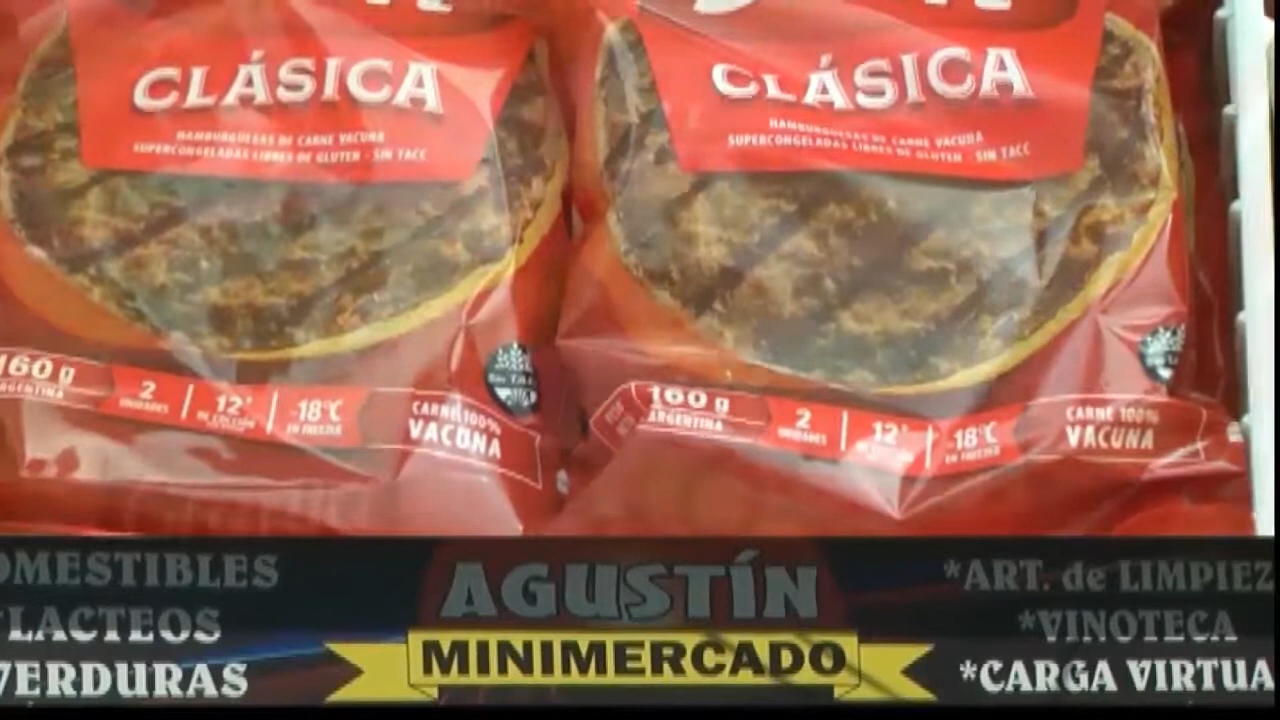 CLÁSICA
HAMBURGUESAS DE CARNE VACUNA
SUPERCONGELADAS LIBRES DE GLUTEN - SIN TACC
160 g
ARGENTINA
2
UNIDADES
12'
DE COCCIÓN
-18°C
EN FREEZER
CARNE 100%
VACUNA
CLÁSICA
HAMBURGUESAS DE CARNE VACUNA
SUPERCONGELADAS LIBRES DE GLUTEN - SIN TACC
160 g
ARGENTINA
2
UNIDADES
12'
-18°C
EN FREEZER
CARNE 100%
VACUNA
OMESTIBLES
*LACTEOS
VERDURAS
AGUSTÍN
MINIMERCADO
*ART. de LIMPIEZ
*VINOTECA
*CARGA VIRTUA